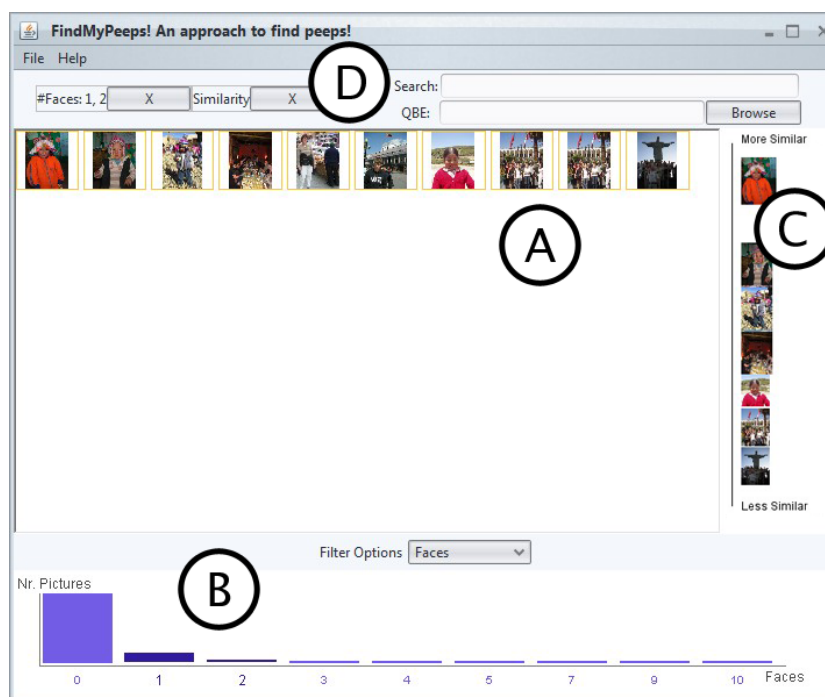 FindMyPeeps! An approach to find peeps!
File Help
D
Search:
#Faces: 1, 2 X Similarity X
QBE: Browse
More Similar
A
C
Less Similar
Filter Options Faces
B
Nr. Pictures
0 1 2 3 4 5 7 9 10 Faces